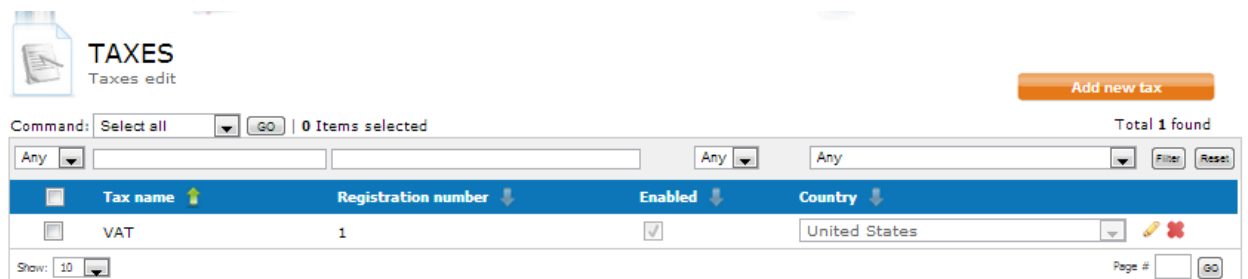 TAXES
Taxes edit
Add new tax
Command: Select all GO | 0 Items selected Total 1 found
Any Any Any Filter Reset
Tax name Registration number Enabled Country
VAT 1 United States
Show: 10 Page # GO